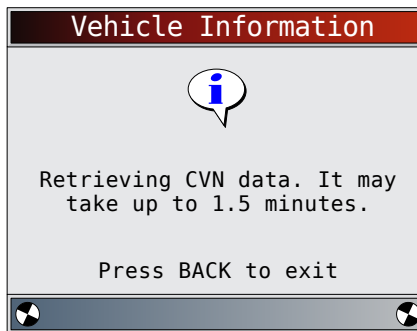 Vehicle Information
i
Retrieving CVN data. It may
take up to 1.5 minutes.
Press BACK to exit